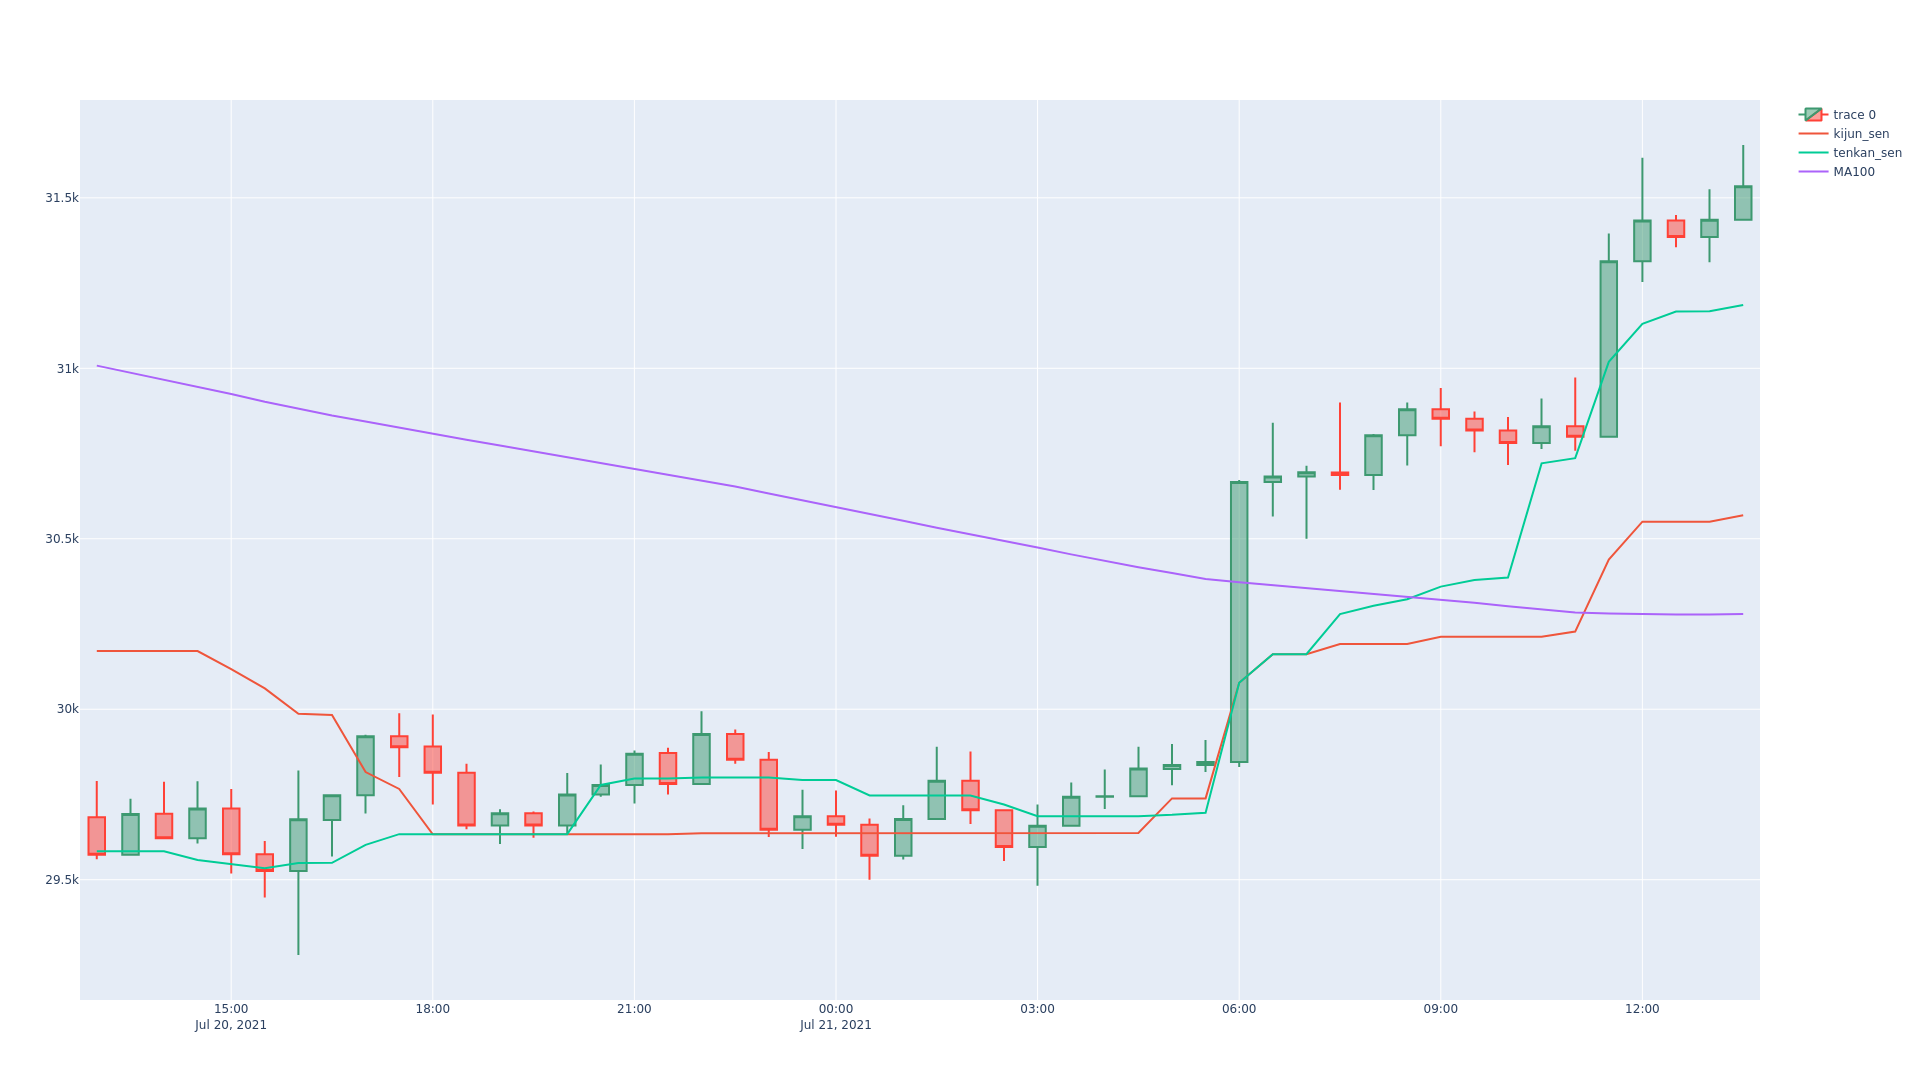 trace 0
kijun_sen
tenkan_sen
MA100
31.5k
31k
30.5k
30k
29.5k
15:00
Jul 20, 2021
18:00
21:00
00:00
Jul 21, 2021
03:00
06:00
09:00
12:00